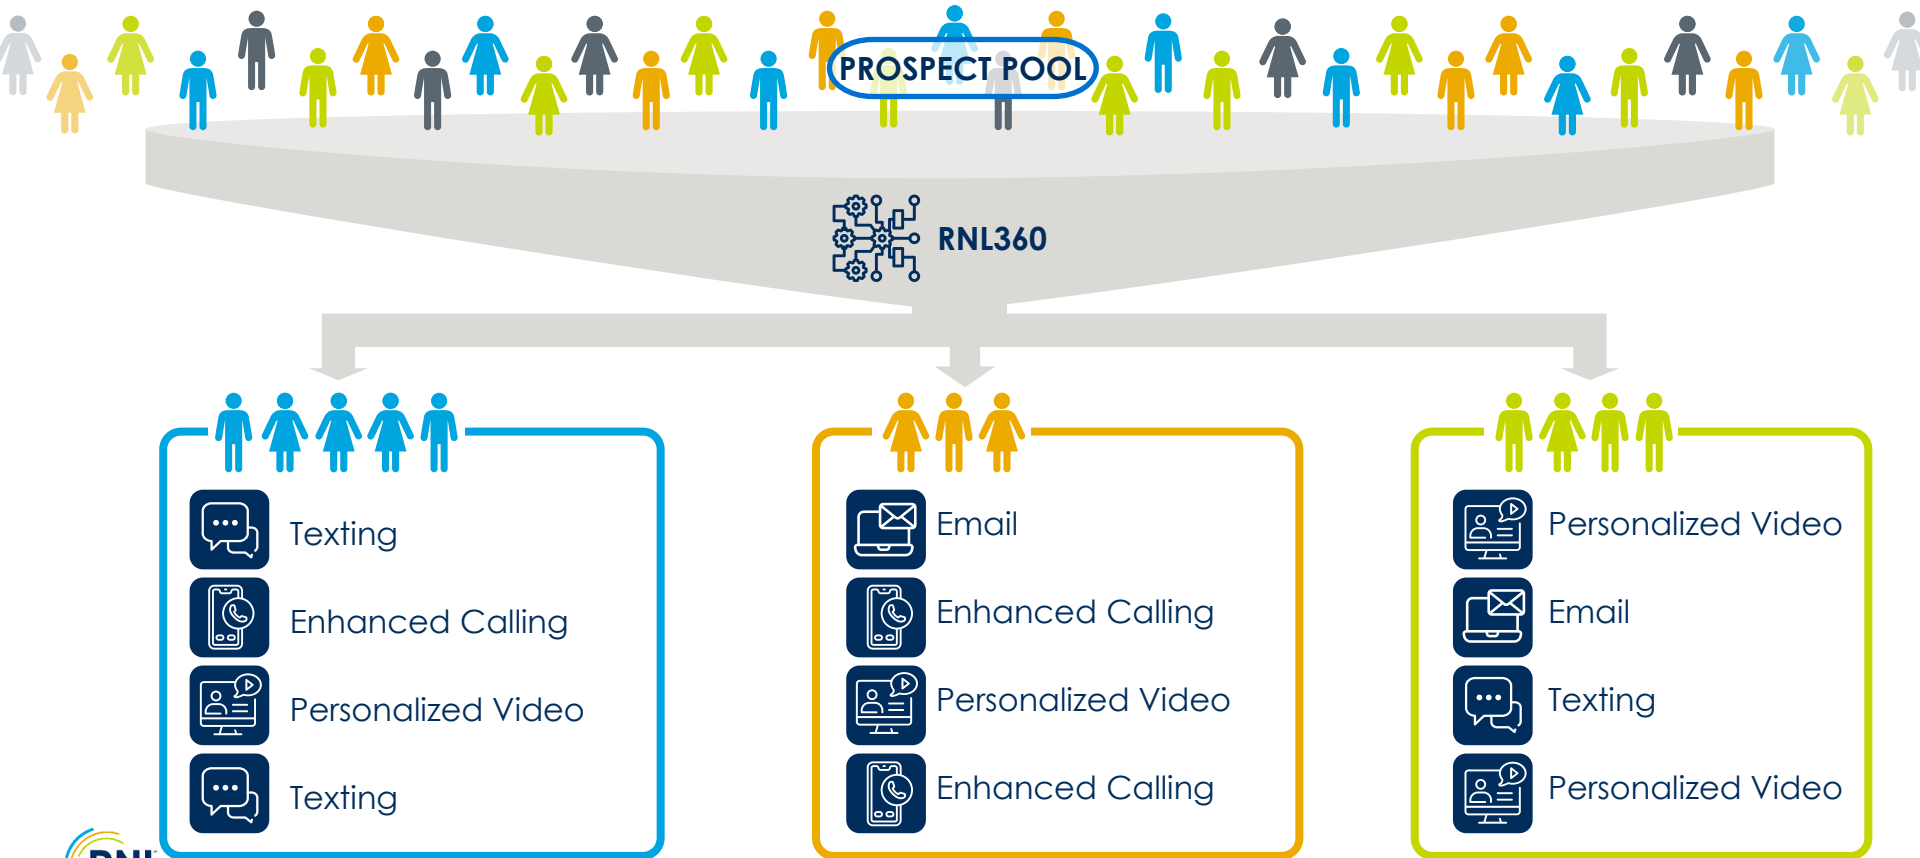 PROSPECT POOL
RNL360
Texting
Enhanced Calling
Personalized Video
Texting
Email
Enhanced Calling
Personalized Video
Enhanced Calling
Personalized Video
Email
Texting
Personalized Video
RNL